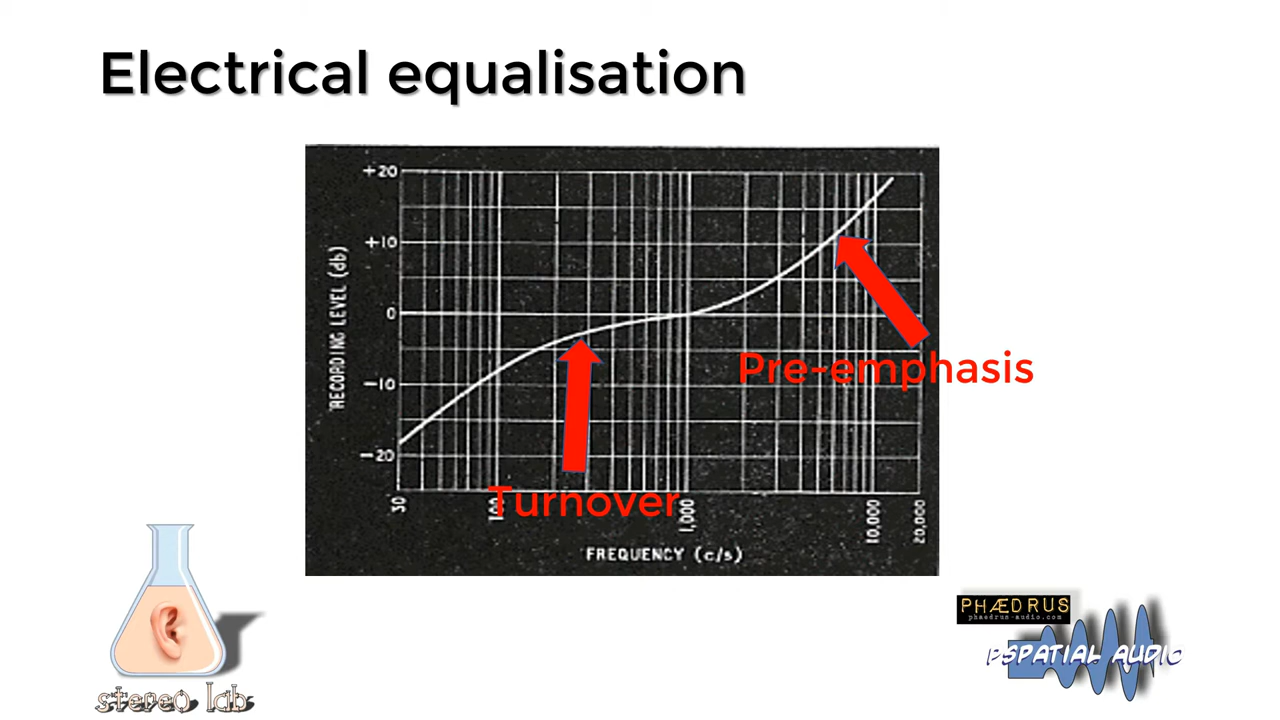 Electrical equalisation
+20
+10
0
-10
-20
RECORDING LEVEL (db)
Pre-emphasis
Turnover
30
100
1,000
10,000
20,000
FREQUENCY (c/s)
stereo lab
PHÆDRUS
phaedrus-audio.com
PSPATIAL AUDIO